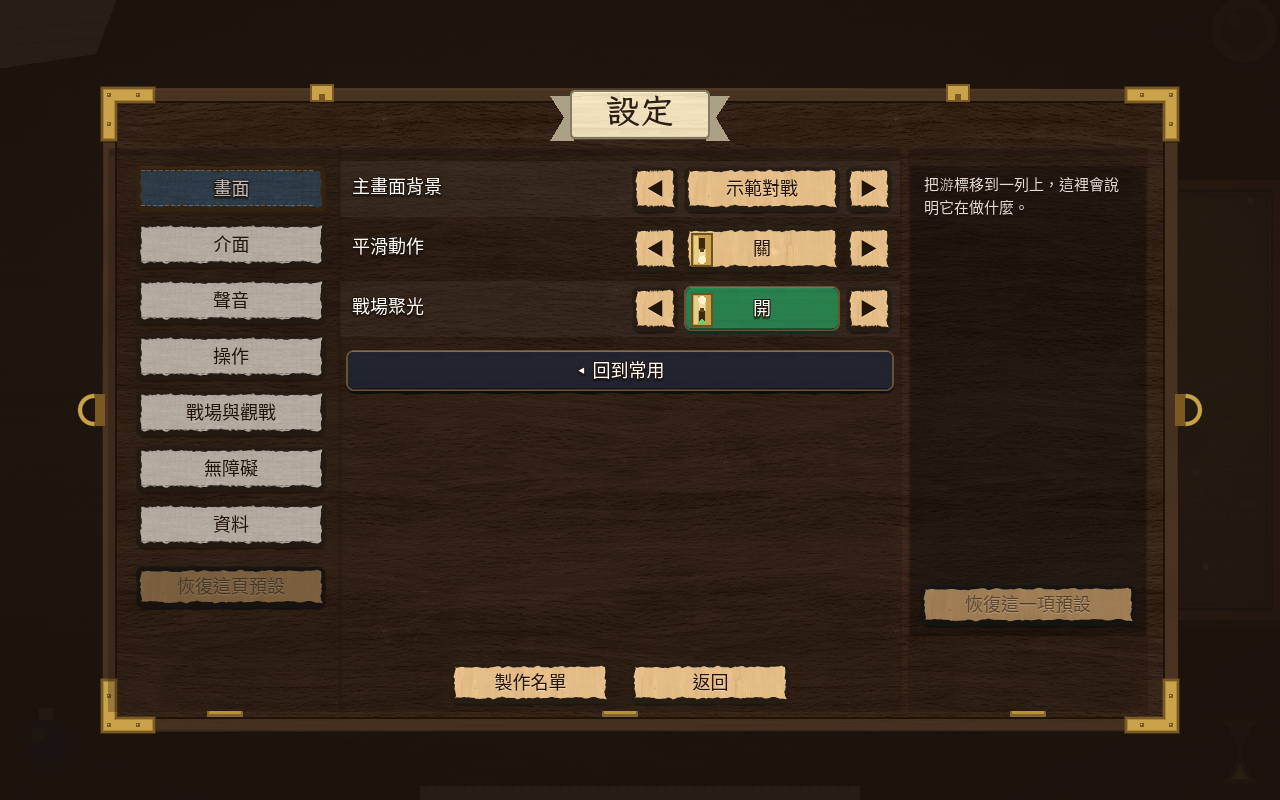 設定
畫面
介面
聲音
操作
戰場與觀戰
無障礙
資料
恢復這頁預設
主畫面背景
示範對戰
平滑動作
關
戰場聚光
開
回到常用
把游標移到一列上，這裡會說
明它在做什麼。
恢復這一項預設
製作名單
返回